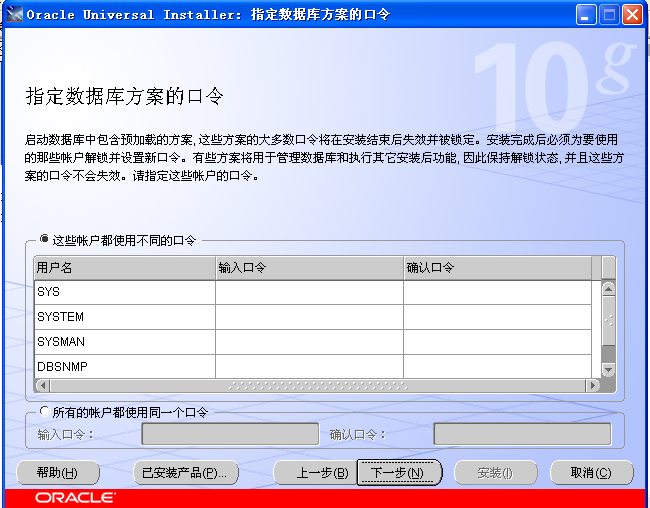 Oracle Universal Installer: 指定数据库方案的口令
10g
指定数据库方案的口令
启动数据库中包含预加载的方案, 这些方案的大多数口令将在安装结束后失效并被锁定。安装完成后必须为要使用
的那些帐户解锁并设置新口令。有些方案将用于管理数据库和执行其它安装后功能, 因此保持解锁状态, 并且这些方
案的口令不会失效。请指定这些帐户的口令。
这些帐户都使用不同的口令
用户名 输入口令 确认口令
SYS
SYSTEM
SYSMAN
DBSNMP
所有的帐户都使用同一个口令
输入口令： 确认口令：
帮助(H) 已安装产品(P)... 上一步(B) 下一步(N) 安装(I) 取消(C)
ORACLE